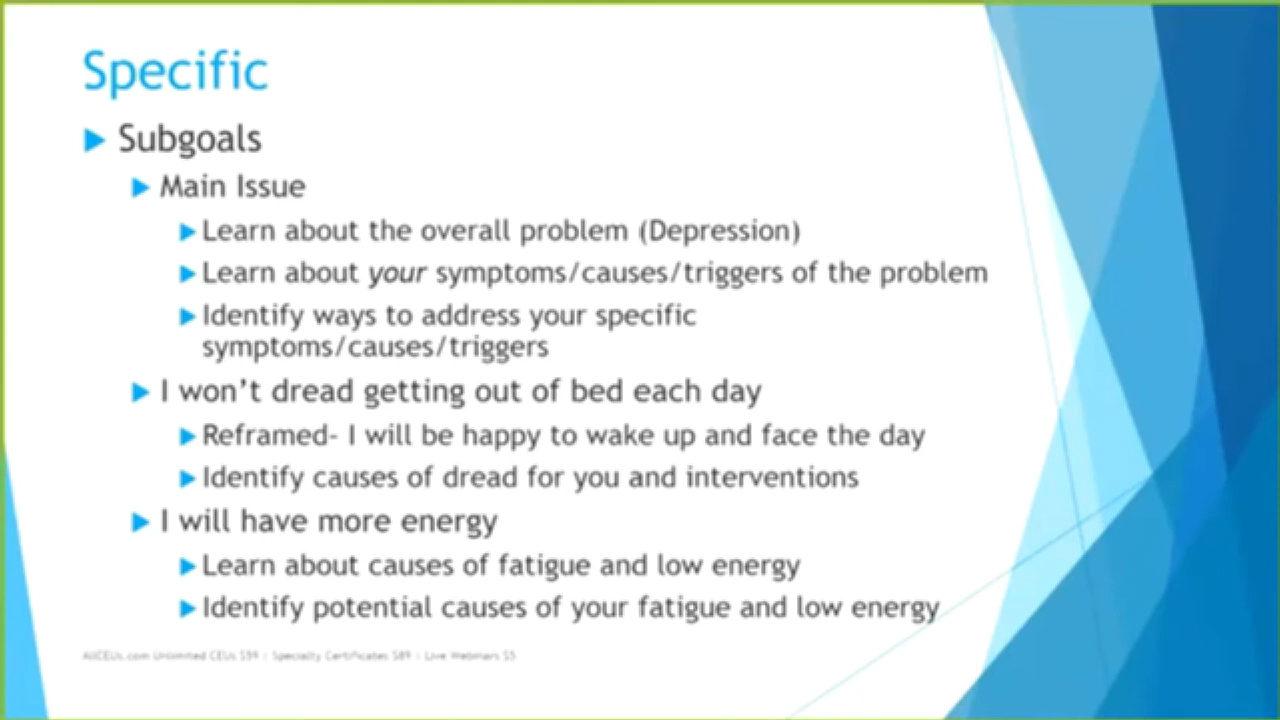 Specific
Subgoals
Main Issue
Learn about the overall problem (Depression)
Learn about your symptoms/causes/triggers of the problem
Identify ways to address your specific
symptoms/causes/triggers
I won't dread getting out of bed each day
Reframed- I will be happy to wake up and face the day
Identify causes of dread for you and interventions
I will have more energy
Learn about causes of fatigue and low energy
Identify potential causes of your fatigue and low energy
AllCEUs.com Unlimited CEUs $59 | Specialty Certificates $89 | Live Webinars $5